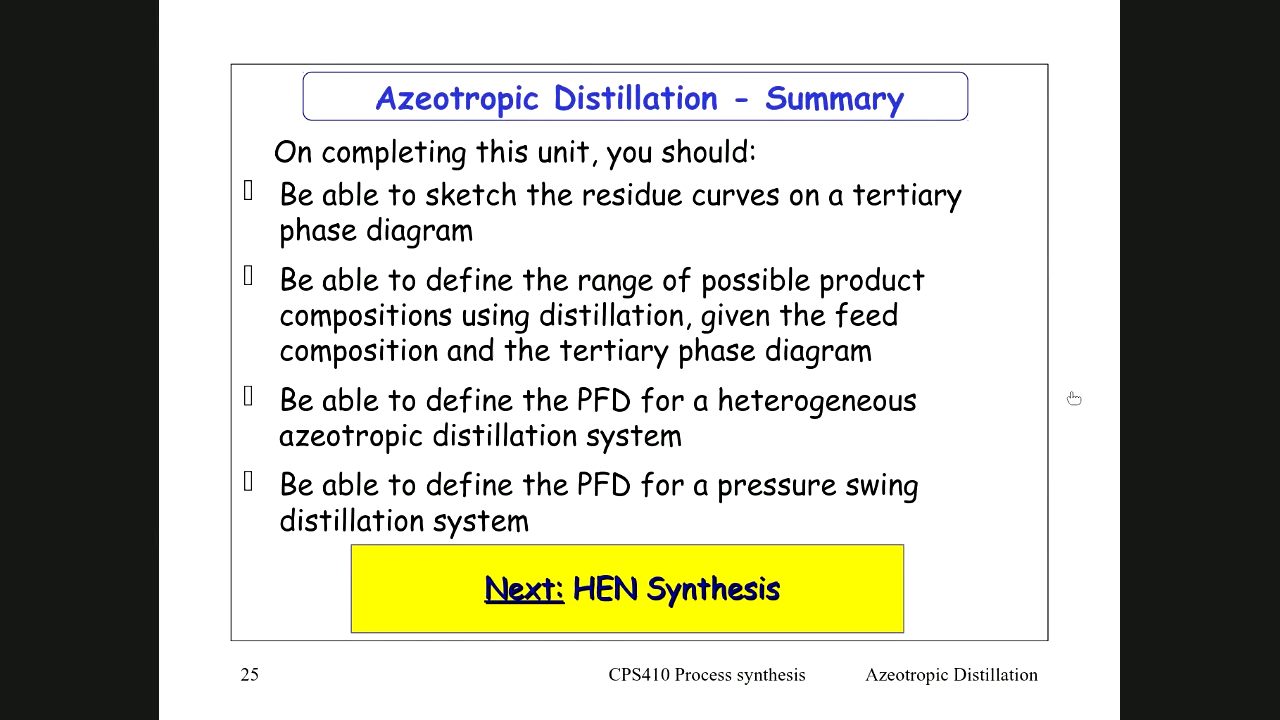 Azeotropic Distillation - Summary
On completing this unit, you should:
Be able to sketch the residue curves on a tertiary
phase diagram
Be able to define the range of possible product
compositions using distillation, given the feed
composition and the tertiary phase diagram
Be able to define the PFD for a heterogeneous
azeotropic distillation system
Be able to define the PFD for a pressure swing
distillation system
Next: HEN Synthesis
25 CPS410 Process synthesis Azeotropic Distillation